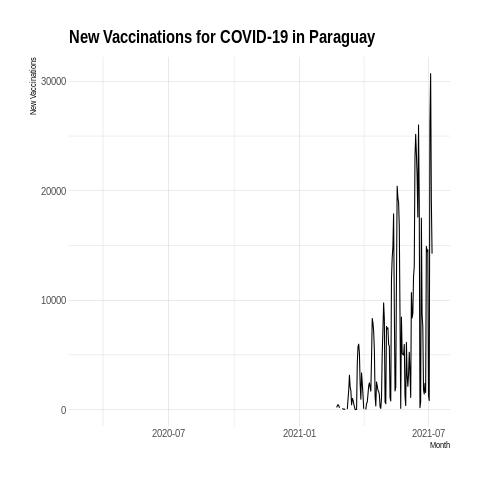 New Vaccinations for COVID-19 in Paraguay
New Vaccinations
30000
20000
10000
0
2020-07
2021-01
2021-07
Month